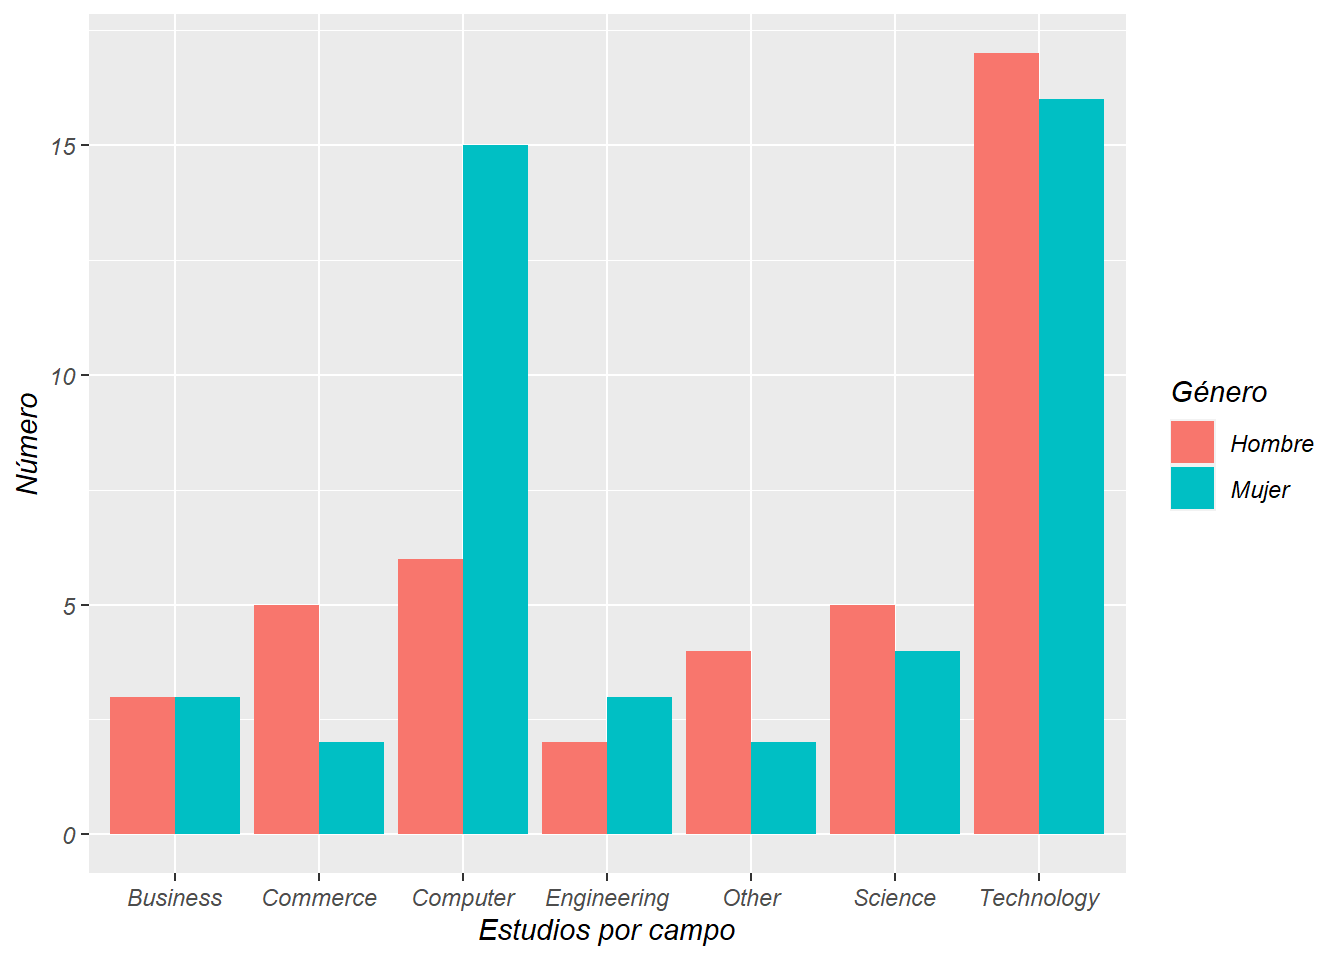 Número
15
10
5
0
Business Commerce Computer Engineering Other Science Technology
Estudios por campo
Género
Hombre
Mujer